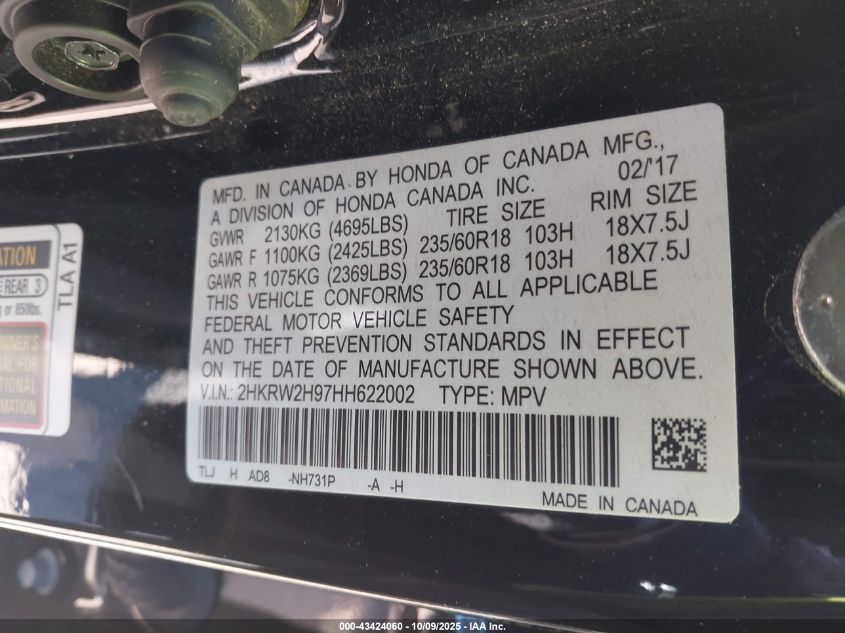 MFD. IN CANADA BY HONDA OF CANADA MFG.,
A DIVISION OF HONDA CANADA INC. 02/'17
GVWR 2130KG (4695LBS) TIRE SIZE RIM SIZE
GAWR F 1100KG (2425LBS) 235/60R18 103H 18X7.5J
GAWR R 1075KG (2369LBS) 235/60R18 103H 18X7.5J
THIS VEHICLE CONFORMS TO ALL APPLICABLE
FEDERAL MOTOR VEHICLE SAFETY
AND THEFT PREVENTION STANDARDS IN EFFECT
ON THE DATE OF MANUFACTURE SHOWN ABOVE.
V.I.N.: 2HKRW2H97HH622002 TYPE: MPV
TLJ H AD8 -NH731P -A -H
MADE IN CANADA
TLA A1
REAR 3
or 850lbs.
000-43424060 - 10/09/2025 - IAA Inc.